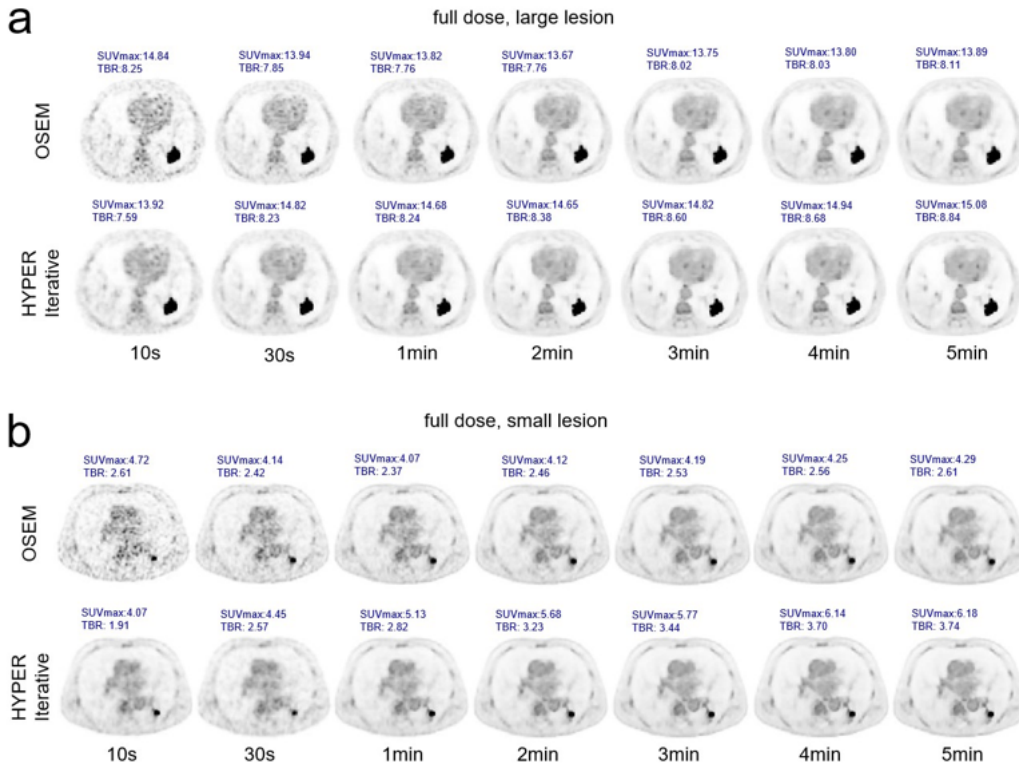 a
full dose, large lesion
SUVmax:14.84 SUVmax:13.94 SUVmax:13.82 SUVmax:13.67 SUVmax:13.75 SUVmax:13.80 SUVmax:13.89
TBR:8.25 TBR:7.85 TBR:7.76 TBR:7.76 TBR:8.02 TBR:8.03 TBR:8.11
OSEM
SUVmax:13.92 SUVmax:14.82 SUVmax:14.68 SUVmax:14.65 SUVmax:14.82 SUVmax:14.94 SUVmax:15.08
TBR:7.59 TBR:8.23 TBR:8.24 TBR:8.38 TBR:8.60 TBR:8.68 TBR:8.84
HYPER
Iterative
10s 30s 1min 2min 3min 4min 5min
b
full dose, small lesion
SUVmax:4.72 SUVmax:4.14 SUVmax:4.07 SUVmax:4.12 SUVmax:4.19 SUVmax:4.25 SUVmax:4.29
TBR: 2.61 TBR: 2.42 TBR: 2.37 TBR: 2.46 TBR: 2.53 TBR: 2.56 TBR: 2.61
OSEM
SUVmax:4.07 SUVmax:4.45 SUVmax:5.13 SUVmax:5.68 SUVmax:5.77 SUVmax:6.14 SUVmax:6.18
TBR: 1.91 TBR: 2.57 TBR: 2.82 TBR: 3.23 TBR: 3.44 TBR: 3.70 TBR: 3.74
HYPER
Iterative
10s 30s 1min 2min 3min 4min 5min